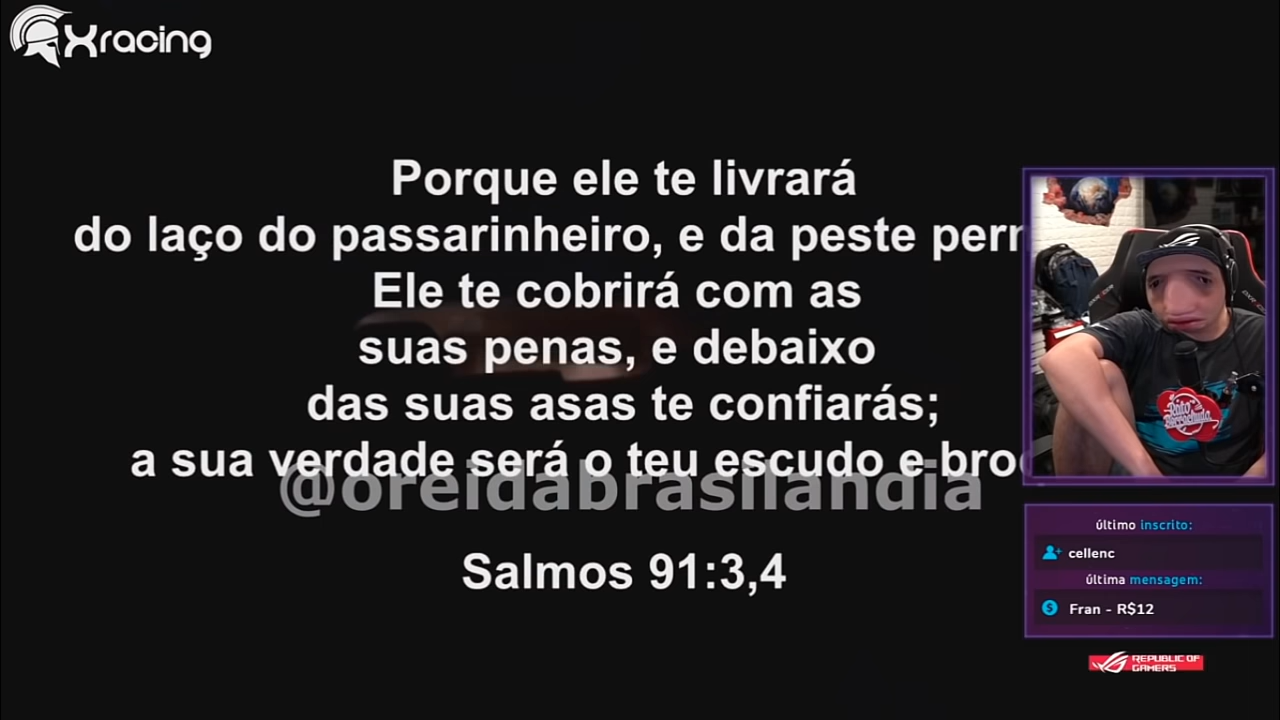 Xracing
Porque ele te livrará
do laço do passarinheiro, e da peste
Ele te cobrirá com as
suas penas, e debaixo
das suas asas te confiarás;
a sua verdade será o teu escudo e
@oreidabrasilandia
Salmos 91:3,4
último inscrito:
cellenc
última mensagem:
Fran - R$12
REPUBLIC OF
GAMERS